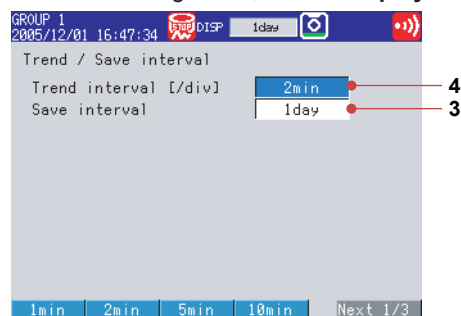 GROUP 1
2005/12/01 16:47:34 STOP DISP 1day
Trend / Save interval
Trend interval [/div] 2min 4
Save interval 1day 3
1min 2min 5min 10min Next 1/3